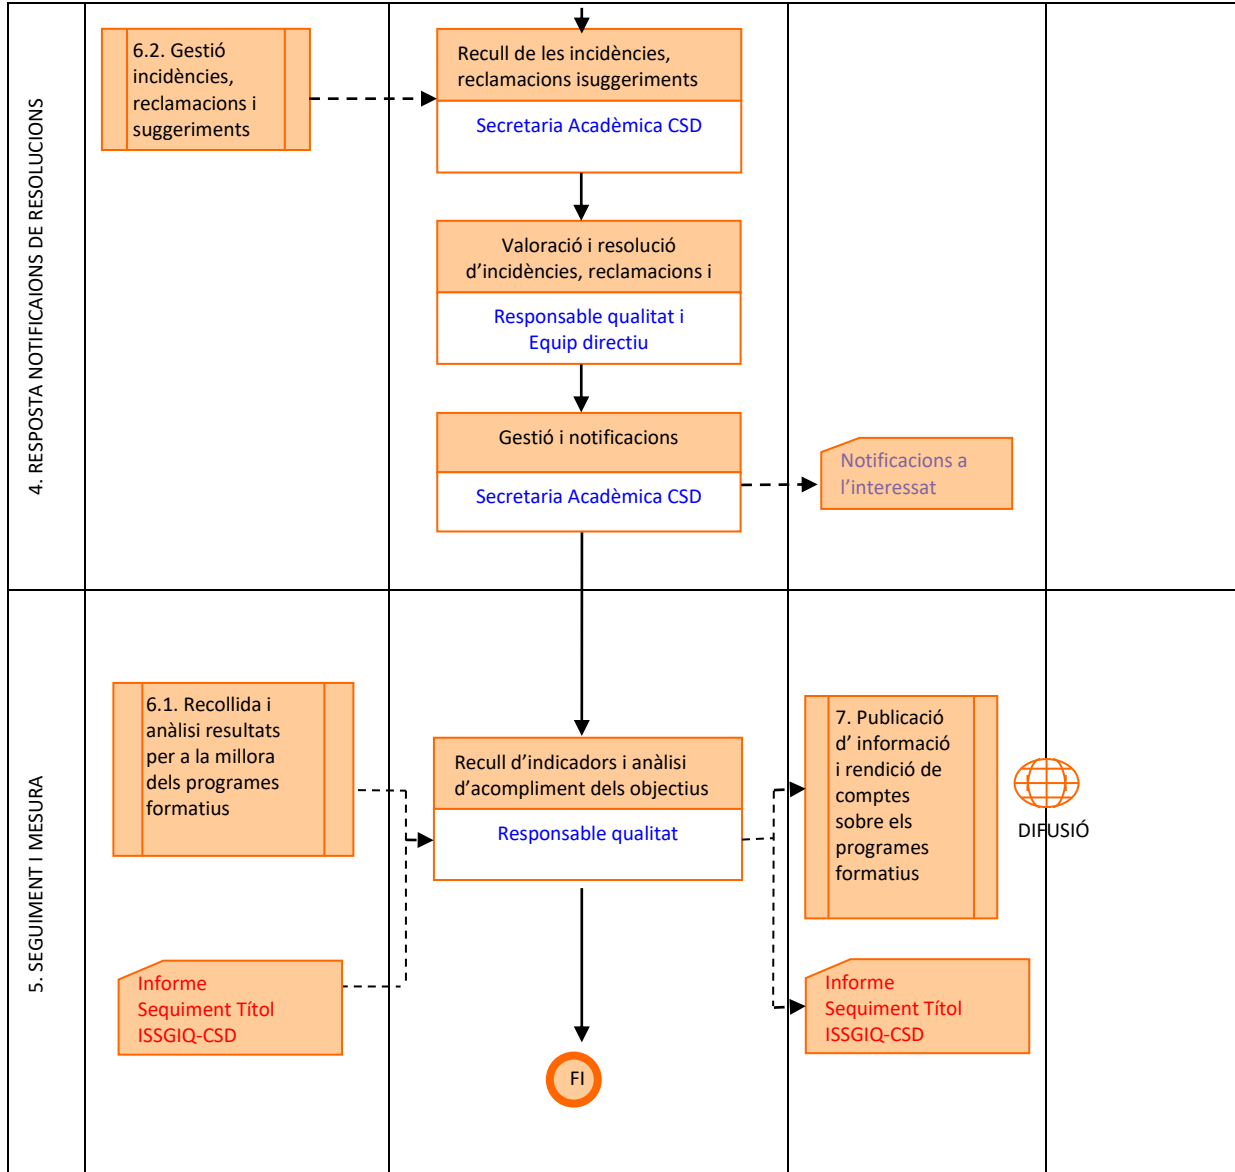 4. RESPOSTA NOTIFICAIONS DE RESOLUCIONS
6.2. Gestió
incidències,
reclamacions i
suggeriments
Recull de les incidències,
reclamacions isuggeriments
Secretaria Acadèmica CSD
Valoració i resolució
d’incidències, reclamacions i
Responsable qualitat i
Equip directiu
Gestió i notificacions
Secretaria Acadèmica CSD
Notificacions a
l’interessat
5. SEGUIMENT I MESURA
6.1. Recollida i
anàlisi resultats
per a la millora
dels programes
formatius
Informe
Sequiment Títol
ISSGIQ-CSD
Recull d’indicadors i anàlisi
d’acompliment dels objectius
Responsable qualitat
FI
7. Publicació
d’ informació
i rendició de
comptes
sobre els
programes
formatius
DIFUSIÓ
Informe
Sequiment Títol
ISSGIQ-CSD